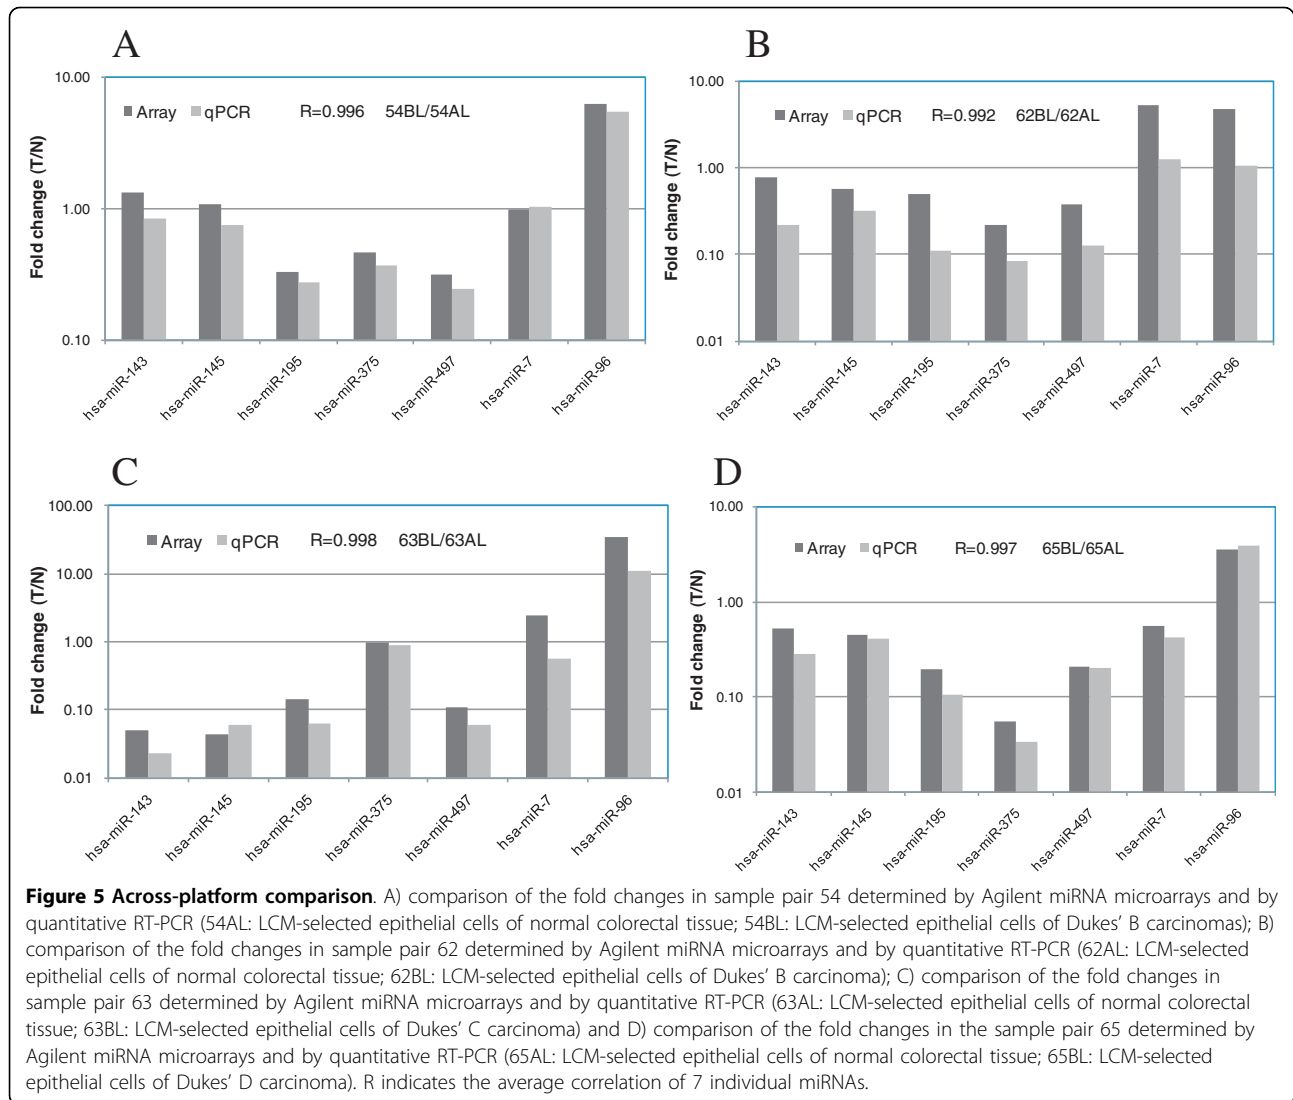 A
10.00
Array qPCR R=0.996 54BL/54AL
1.00
0.10
Fold change (T/N)
hsa-miR-143
hsa-miR-145
hsa-miR-195
hsa-miR-375
hsa-miR-497
hsa-miR-7
hsa-miR-96
B
10.00
Array qPCR R=0.992 62BL/62AL
1.00
0.10
0.01
Fold change (T/N)
hsa-miR-143
hsa-miR-145
hsa-miR-195
hsa-miR-375
hsa-miR-497
hsa-miR-7
hsa-miR-96
C
100.00
Array qPCR R=0.998 63BL/63AL
10.00
1.00
0.10
0.01
Fold change (T/N)
hsa-miR-143
hsa-miR-145
hsa-miR-195
hsa-miR-375
hsa-miR-497
hsa-miR-7
hsa-miR-96
D
10.00
Array qPCR R=0.997 65BL/65AL
1.00
0.10
0.01
Fold change (T/N)
hsa-miR-143
hsa-miR-145
hsa-miR-195
hsa-miR-375
hsa-miR-497
hsa-miR-7
hsa-miR-96
Figure 5 Across-platform comparison. A) comparison of the fold changes in sample pair 54 determined by Agilent miRNA microarrays and by
quantitative RT-PCR (54AL: LCM-selected epithelial cells of normal colorectal tissue; 54BL: LCM-selected epithelial cells of Dukes' B carcinomas); B)
comparison of the fold changes in sample pair 62 determined by Agilent miRNA microarrays and by quantitative RT-PCR (62AL: LCM-selected
epithelial cells of normal colorectal tissue; 62BL: LCM-selected epithelial cells of Dukes' B carcinoma); C) comparison of the fold changes in
sample pair 63 determined by Agilent miRNA microarrays and by quantitative RT-PCR (63AL: LCM-selected epithelial cells of normal colorectal
tissue; 63BL: LCM-selected epithelial cells of Dukes' C carcinoma) and D) comparison of the fold changes in the sample pair 65 determined by
Agilent miRNA microarrays and by quantitative RT-PCR (65AL: LCM-selected epithelial cells of normal colorectal tissue; 65BL: LCM-selected
epithelial cells of Dukes' D carcinoma). R indicates the average correlation of 7 individual miRNAs.